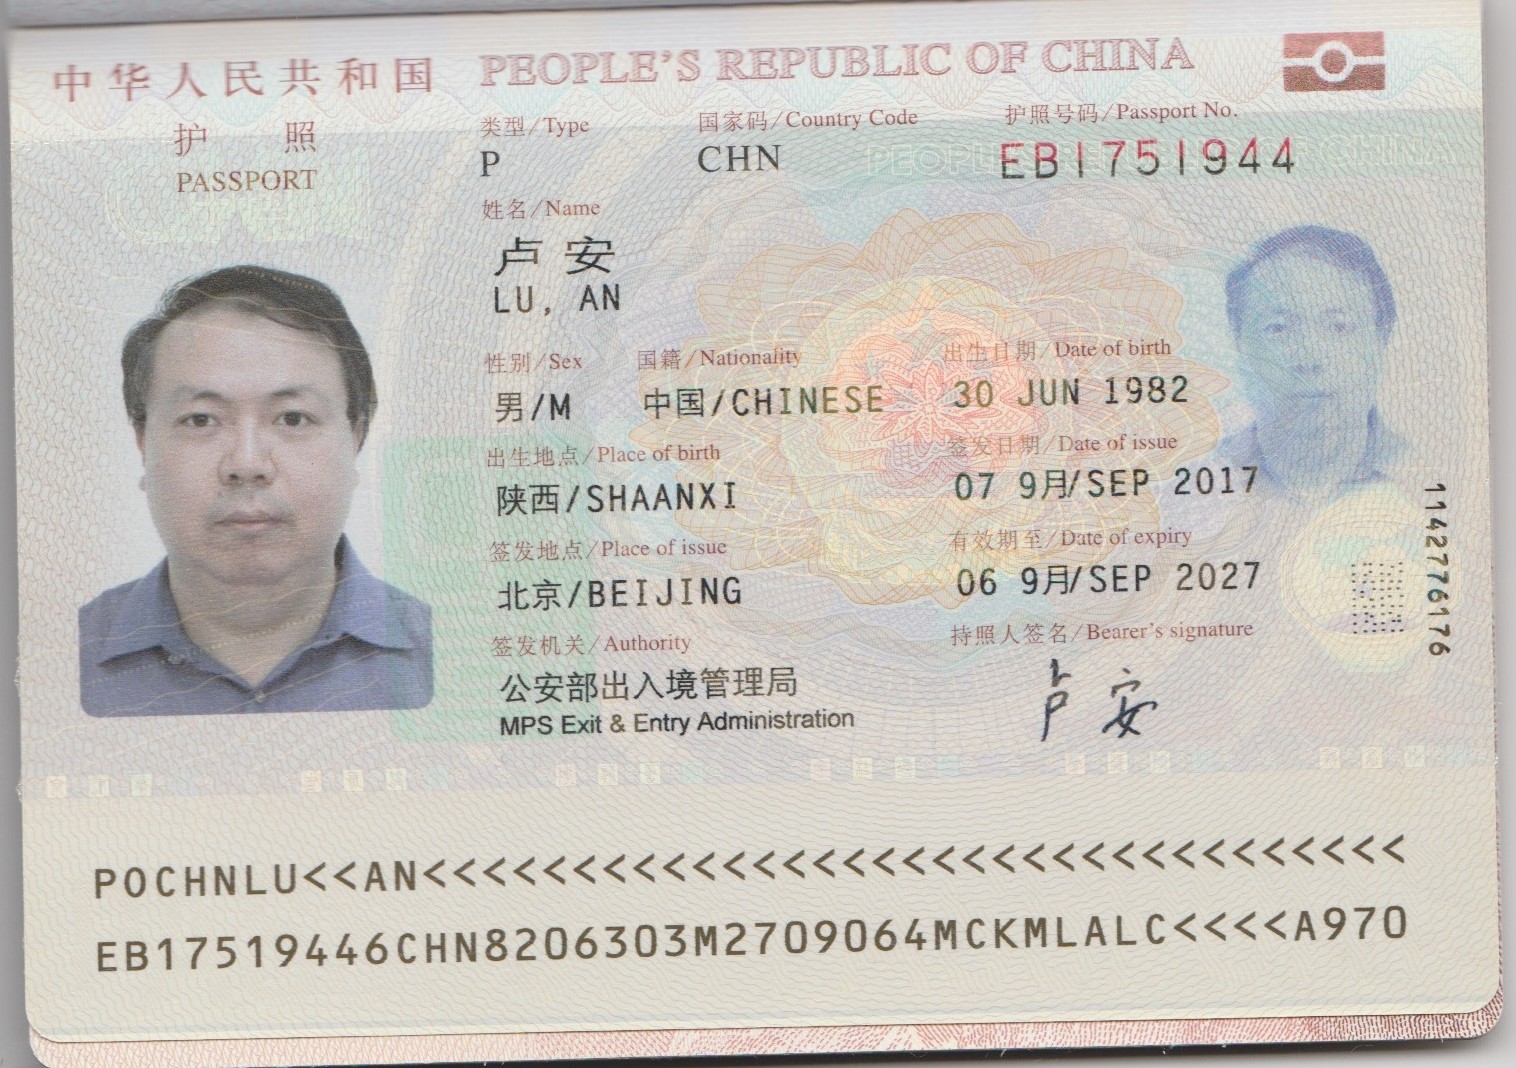 中华人民共和国 PEOPLE'S REPUBLIC OF CHINA
护 照
PASSPORT
类型/Type 国家码/Country Code 护照号码/Passport No.
P CHN EB1751944
姓名/Name
卢安
LU, AN
性别/Sex 国籍/Nationality 出生日期/Date of birth
男/M 中国/CHINESE 30 JUN 1982
出生地点/Place of birth 签发日期/Date of issue
陕西/SHAANXI 07 9月/SEP 2017
签发地点/Place of issue 有效期至/Date of expiry
北京/BEIJING 06 9月/SEP 2027
签发机关/Authority 持照人签名/Bearer's signature
公安部出入境管理局 卢安
MPS Exit & Entry Administration
1142776176
POCHNLU<<AN<<<<<<<<<<<<<<<<<<<<<<<<<<<<<<<<<
EB17519446CHN8206303M2709064MCKMLALC<<<<A970